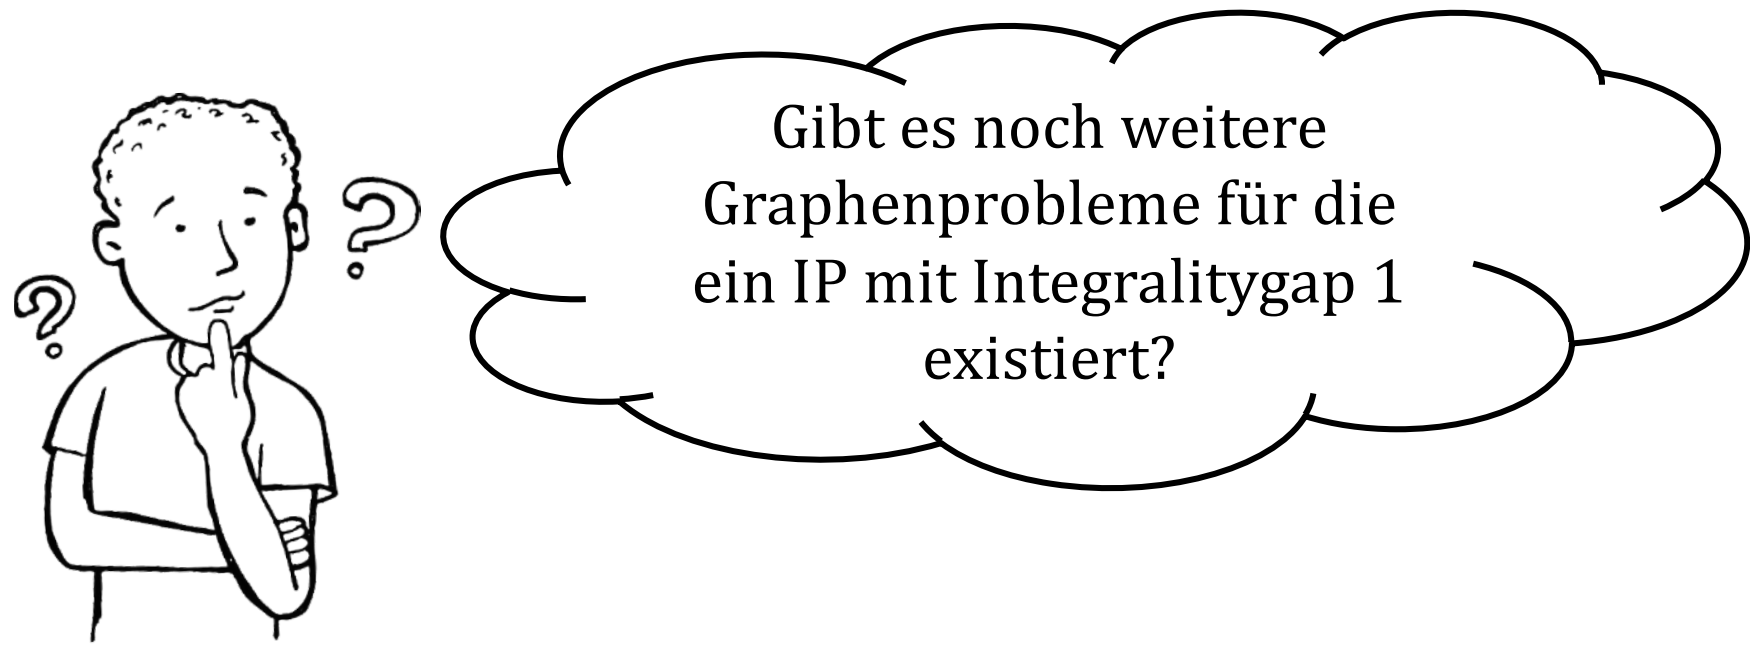 Gibt es noch weitere
Graphenprobleme für die
ein IP mit Integralitygap 1
existiert?